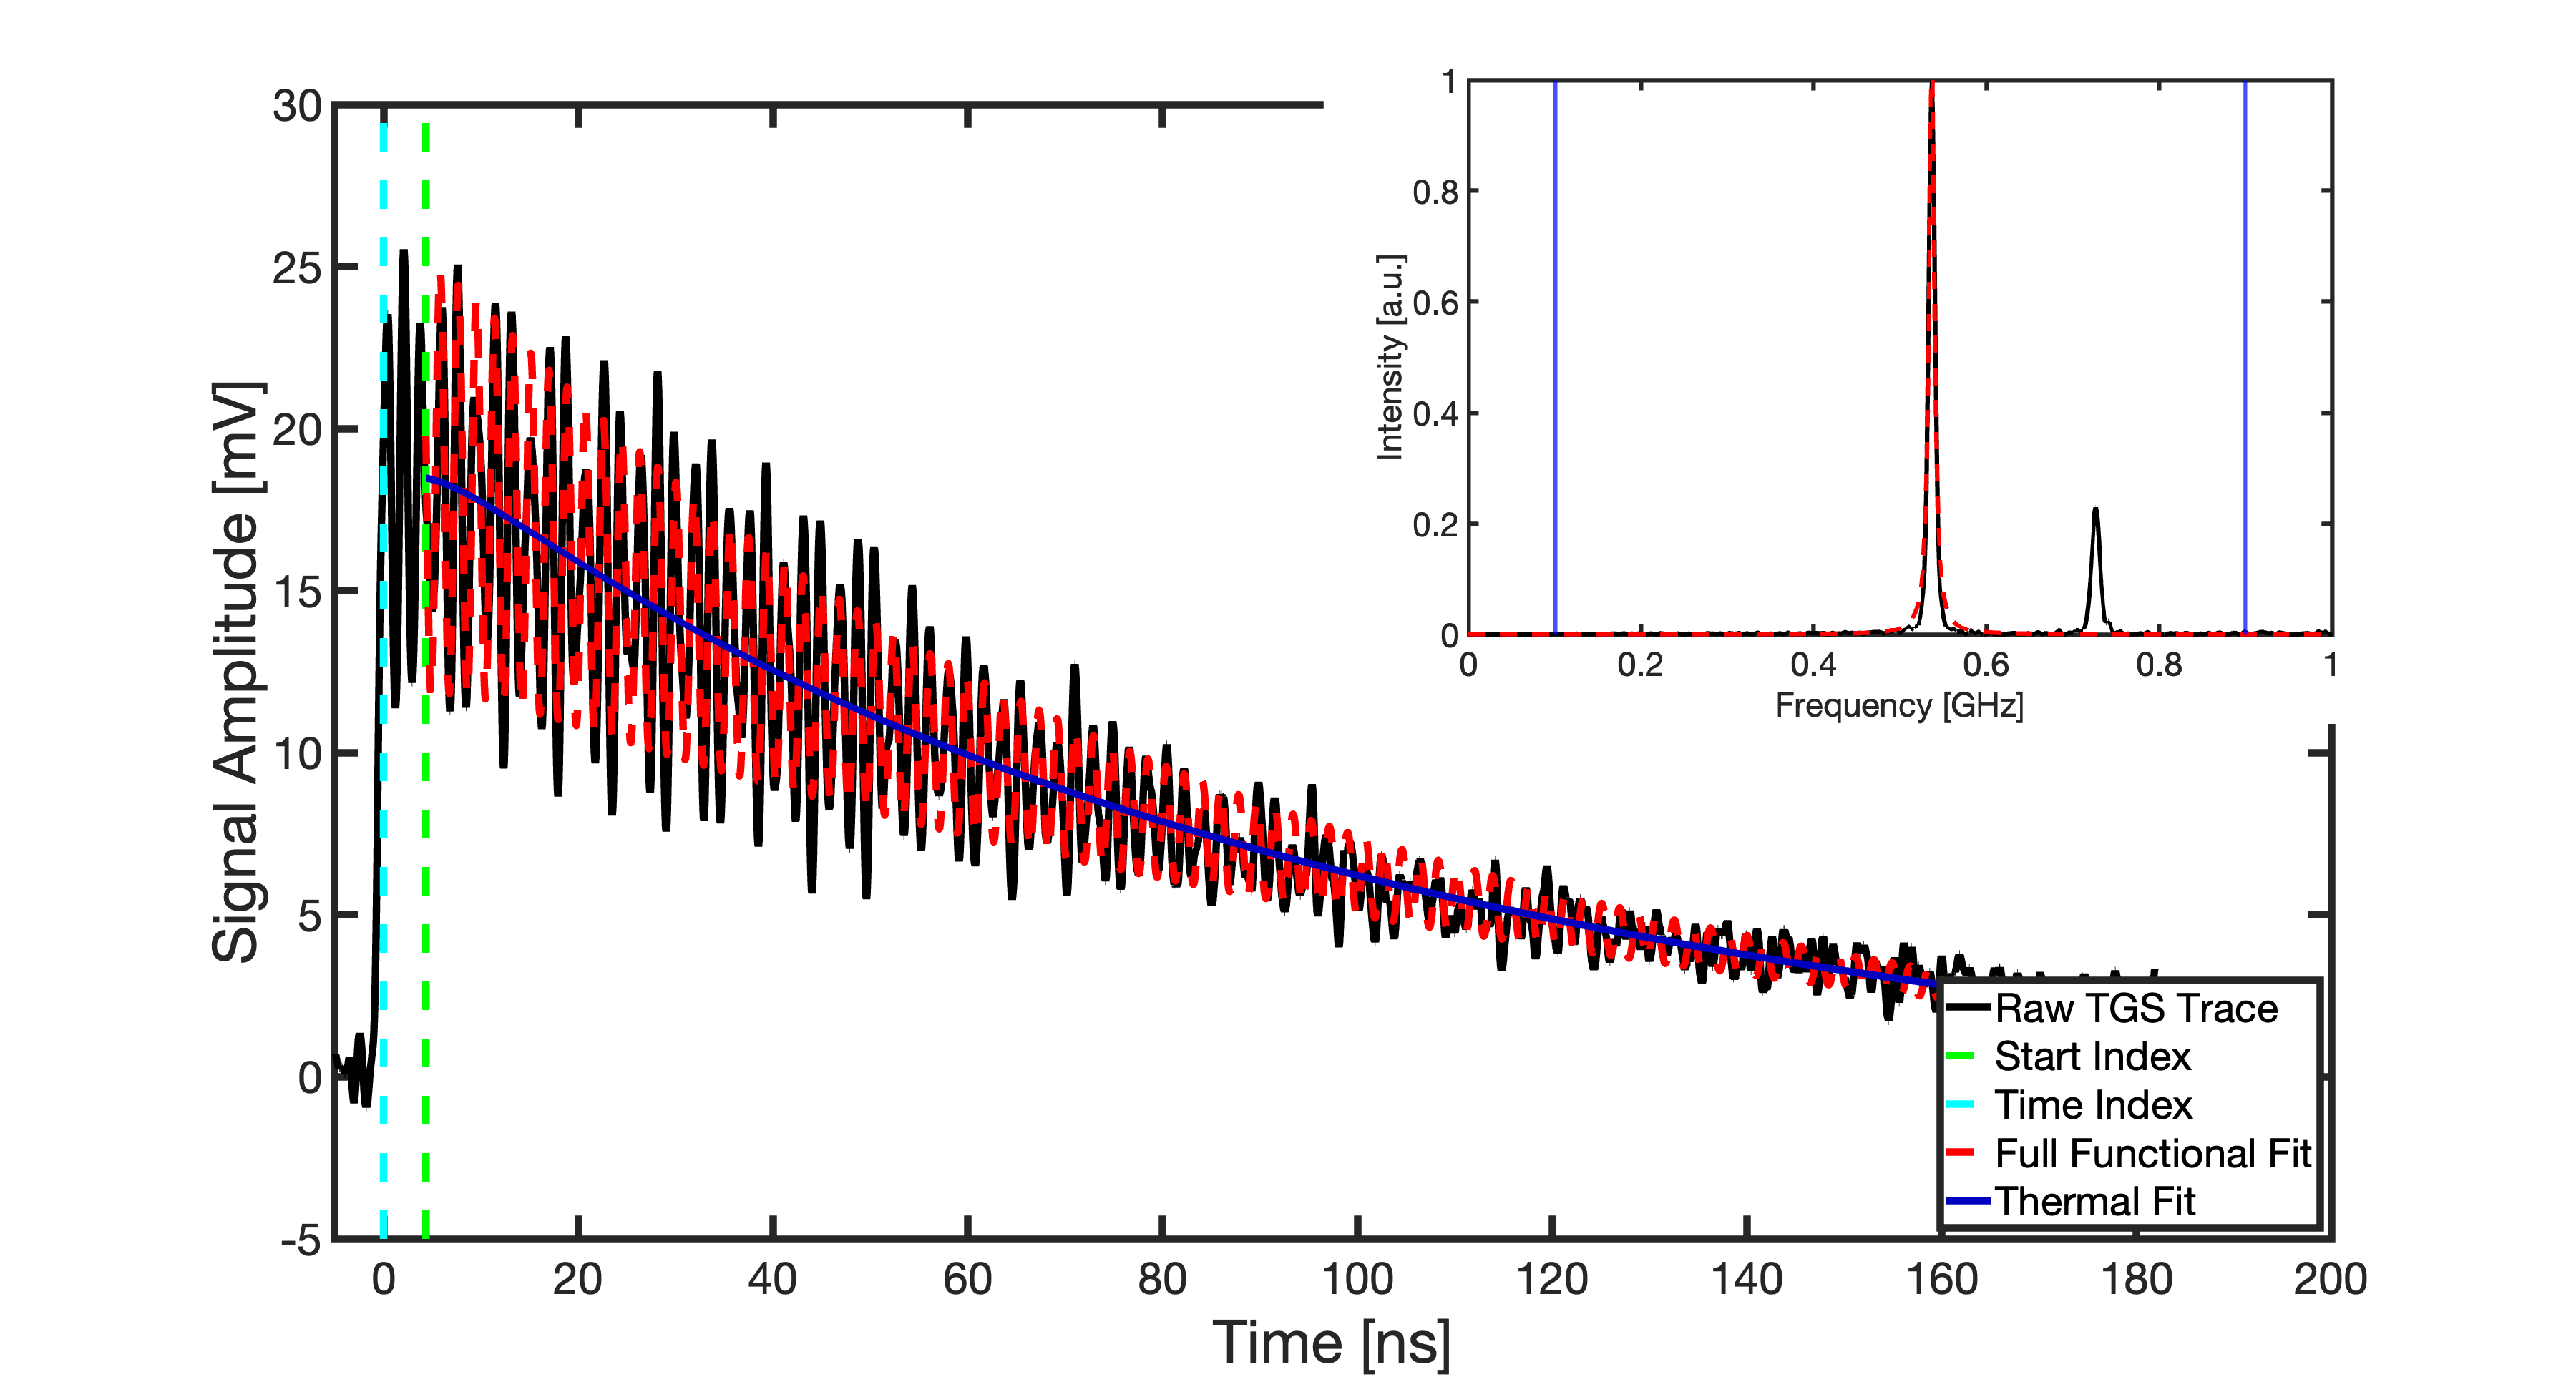 30
25
20
15
10
5
0
-5
Signal Amplitude [mV]
0 20 40 60 80 100 120 140 160 180 200
Time [ns]
1
0.8
0.6
0.4
0.2
0
Intensity [a.u.]
0 0.2 0.4 0.6 0.8 1
Frequency [GHz]
Raw TGS Trace
Start Index
Time Index
Full Functional Fit
Thermal Fit